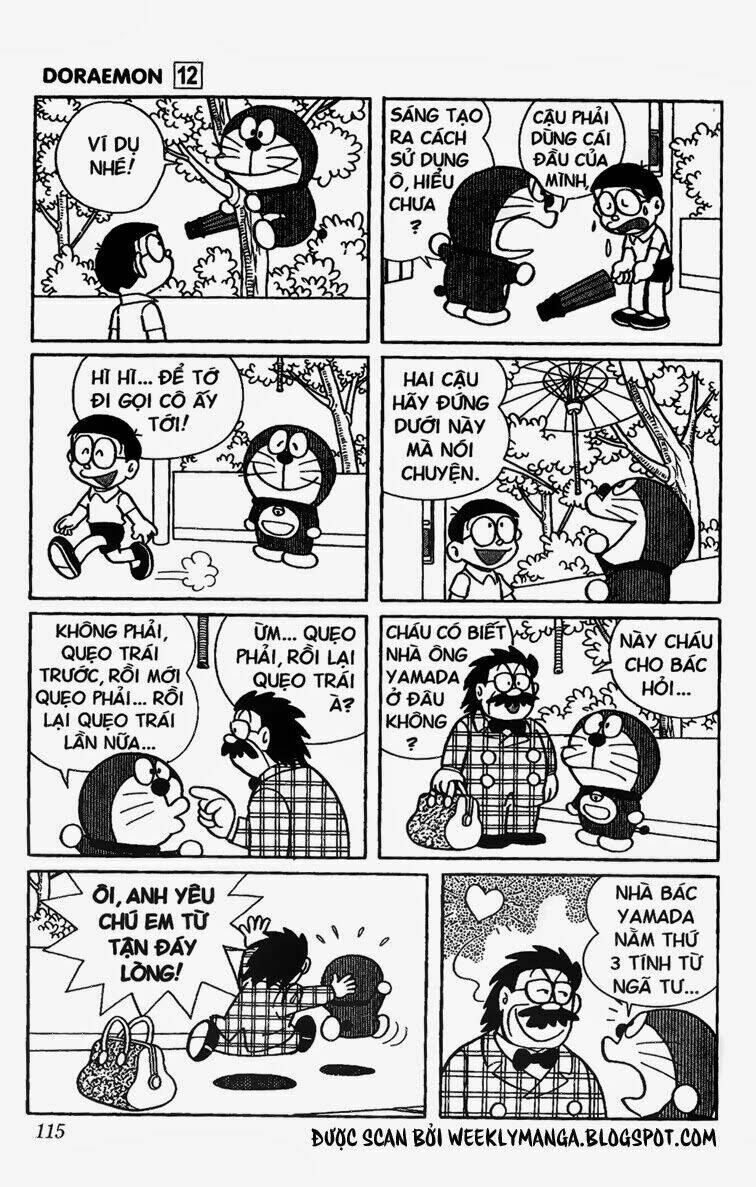 DORAEMON 12
CẬU PHẢI
DÙNG CÁI
ĐẦU CỦA
MÌNH,
SÁNG TẠO
RA CÁCH
SỬ DỤNG
Ô, HIỂU
CHƯA
?
VÍ DỤ
NHÉ!
HAI CẬU
HÃY ĐỨNG
DƯỚI NÀY
MÀ NÓI
CHUYỆN.
HÌ HÌ... ĐỂ TỚ
ĐI GỌI CÔ ẤY
TỚI!
NÀY CHÁU
CHO BÁC
HỎI...
CHÁU CÓ BIẾT
NHÀ ÔNG
YAMADA
Ở ĐÂU
KHÔNG
?
ỪM... QUẸO
PHẢI, RỒI LẠI
QUẸO TRÁI
À?
KHÔNG PHẢI,
QUẸO TRÁI
TRƯỚC, RỒI MỚI
QUẸO PHẢI... RỒI
LẠI QUẸO TRÁI
LẦN NỮA...
NHÀ BÁC
YAMADA
NẰM THỨ
3 TÍNH TỪ
NGÃ TƯ...
ÔI, ANH YÊU
CHÚ EM TỪ
TẬN ĐÁY
LÒNG!
115
ĐƯỢC SCAN BỞI WEEKLYMANGA.BLOGSPOT.COM